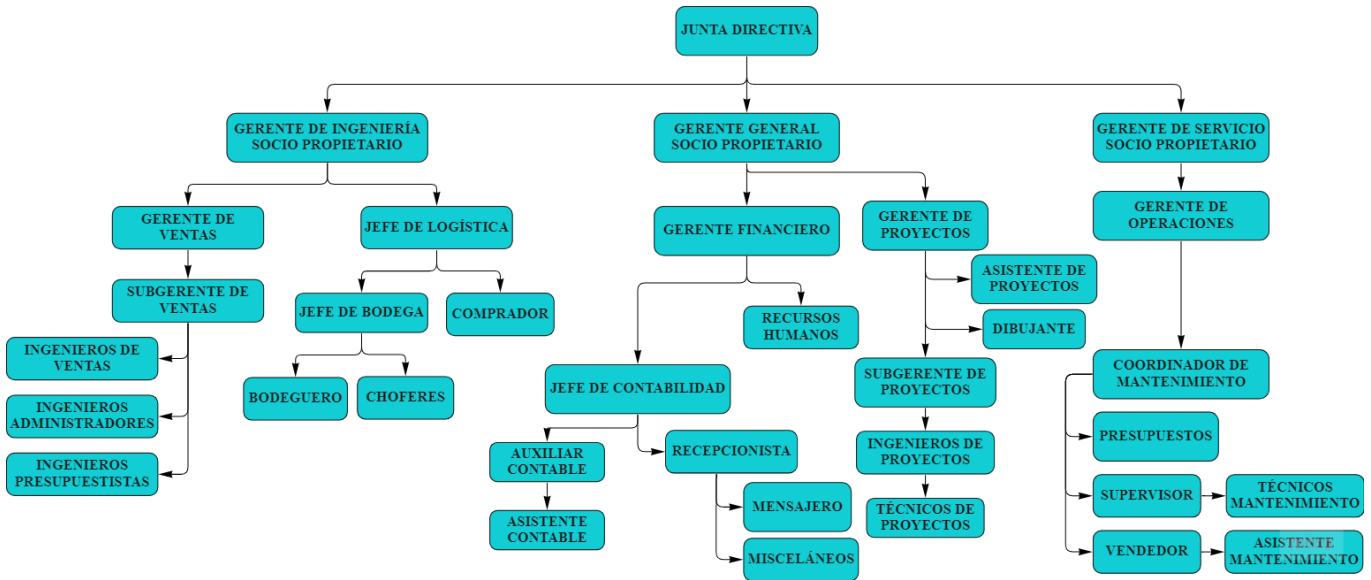 JUNTA DIRECTIVA
GERENTE DE INGENIERÍA
SOCIO PROPIETARIO
GERENTE GENERAL
SOCIO PROPIETARIO
GERENTE DE SERVICIO
SOCIO PROPIETARIO
GERENTE DE
VENTAS
JEFE DE LOGÍSTICA
GERENTE FINANCIERO
GERENTE DE
PROYECTOS
GERENTE DE
OPERACIONES
SUBGERENTE DE
VENTAS
JEFE DE BODEGA
COMPRADOR
RECURSOS
HUMANOS
ASISTENTE DE
PROYECTOS
DIBUJANTE
INGENIEROS DE
VENTAS
BODEGUERO
CHOFERES
JEFE DE CONTABILIDAD
SUBGERENTE DE
PROYECTOS
COORDINADOR DE
MANTENIMIENTO
INGENIEROS
ADMINISTRADORES
INGENIEROS
PRESUPUESTISTAS
AUXILIAR
CONTABLE
RECEPCIONISTA
INGENIEROS DE
PROYECTOS
PRESUPUESTOS
ASISTENTE
CONTABLE
MENSAJERO
MISCELÁNEOS
TÉCNICOS DE
PROYECTOS
SUPERVISOR
TÉCNICOS
MANTENIMIENTO
VENDEDOR
ASISTENTE
MANTENIMIENTO